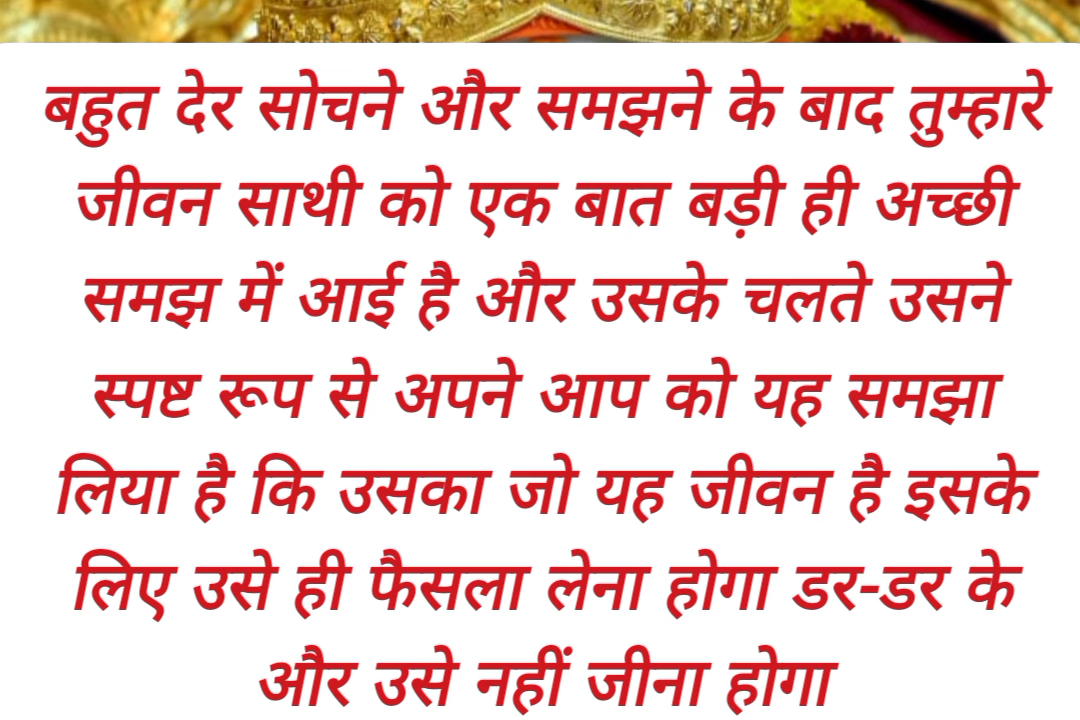 बहुत देर सोचने और समझने के बाद तुम्हारे
जीवन साथी को एक बात बड़ी ही अच्छी
समझ में आई है और उसके चलते उसने
स्पष्ट रूप से अपने आप को यह समझा
लिया है कि उसका जो यह जीवन है इसके
लिए उसे ही फैसला लेना होगा डर-डर के
और उसे नहीं जीना होगा